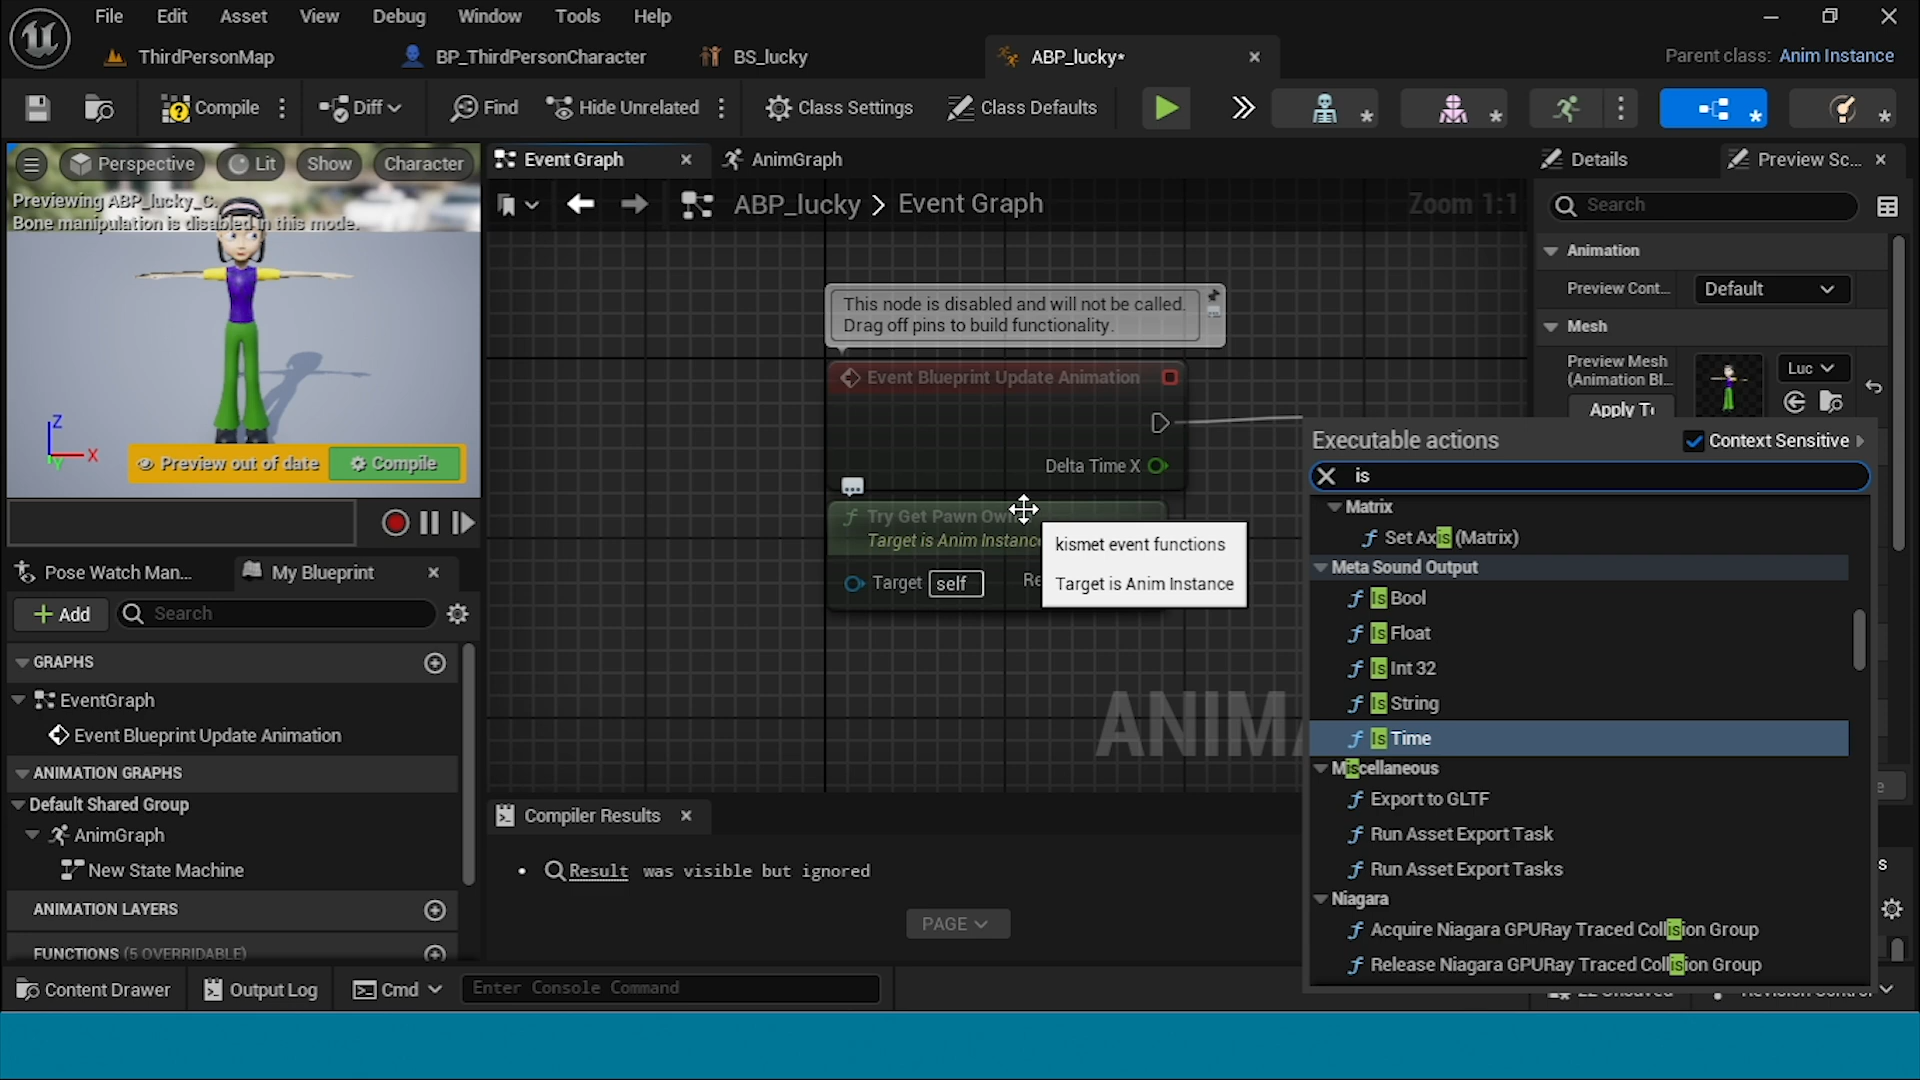 File Edit Asset View Debug Window Tools Help
ThirdPersonMap BP_ThirdPersonCharacter BS_lucky ABP_lucky* Parent class: Anim Instance
Compile Diff Find Hide Unrelated Class Settings Class Defaults
Perspective Lit Show Character
Previewing ABP_lucky_C.
Bone manipulation is disabled in this mode.
Z
X
Preview out of date Compile
Pose Watch Man... My Blueprint
Add Search
GRAPHS
EventGraph
Event Blueprint Update Animation
ANIMATION GRAPHS
Default Shared Group
AnimGraph
New State Machine
ANIMATION LAYERS
FUNCTIONS (5 OVERRIDABLE)
Event Graph AnimGraph
ABP_lucky > Event Graph Zoom 1:1
This node is disabled and will not be called.
Drag off pins to build functionality.
Event Blueprint Update Animation
Delta Time X
Try Get Pawn Own
Target is Anim Instance
Target self Re
kismet event functions
Target is Anim Instance
ANIMA
Compiler Results
Result was visible but ignored
PAGE
Details Preview Sc...
Search
Animation
Preview Cont... Default
Mesh
Preview Mesh
(Animation Bl...
Luc
Apply T
Executable actions Context Sensitive
is
Matrix
Set Axis (Matrix)
Meta Sound Output
Is Bool
Is Float
Is Int 32
Is String
Is Time
Miscellaneous
Export to GLTF
Run Asset Export Task
Run Asset Export Tasks
Niagara
Acquire Niagara GPURay Traced Collision Group
Release Niagara GPURay Traced Collision Group
Content Drawer Output Log Cmd Enter Console Command